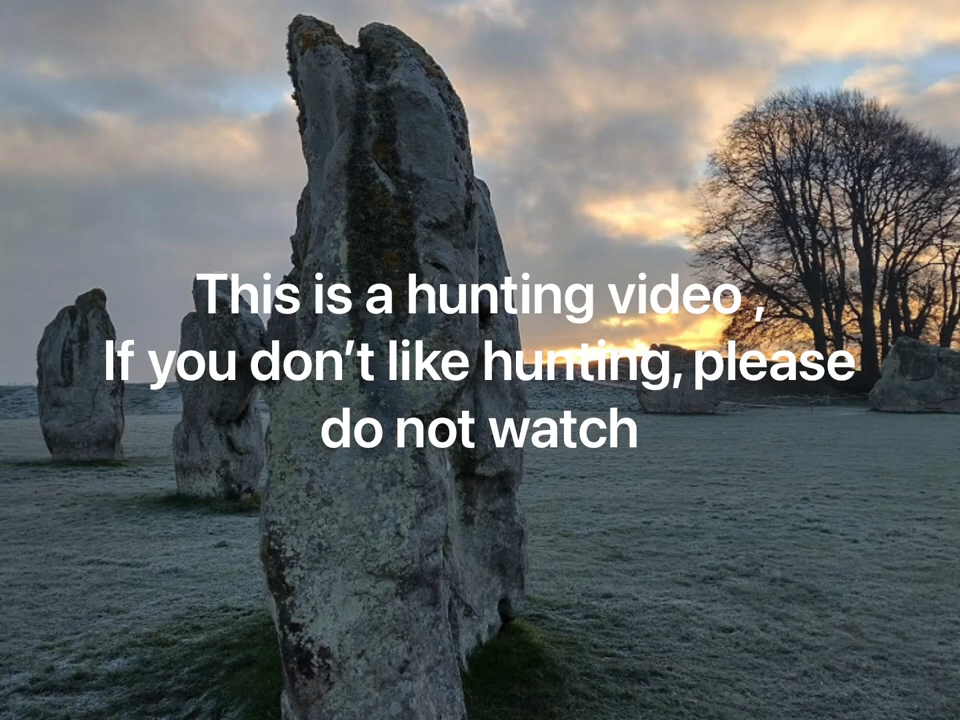 This is a hunting video ,
If you don’t like hunting, please
do not watch